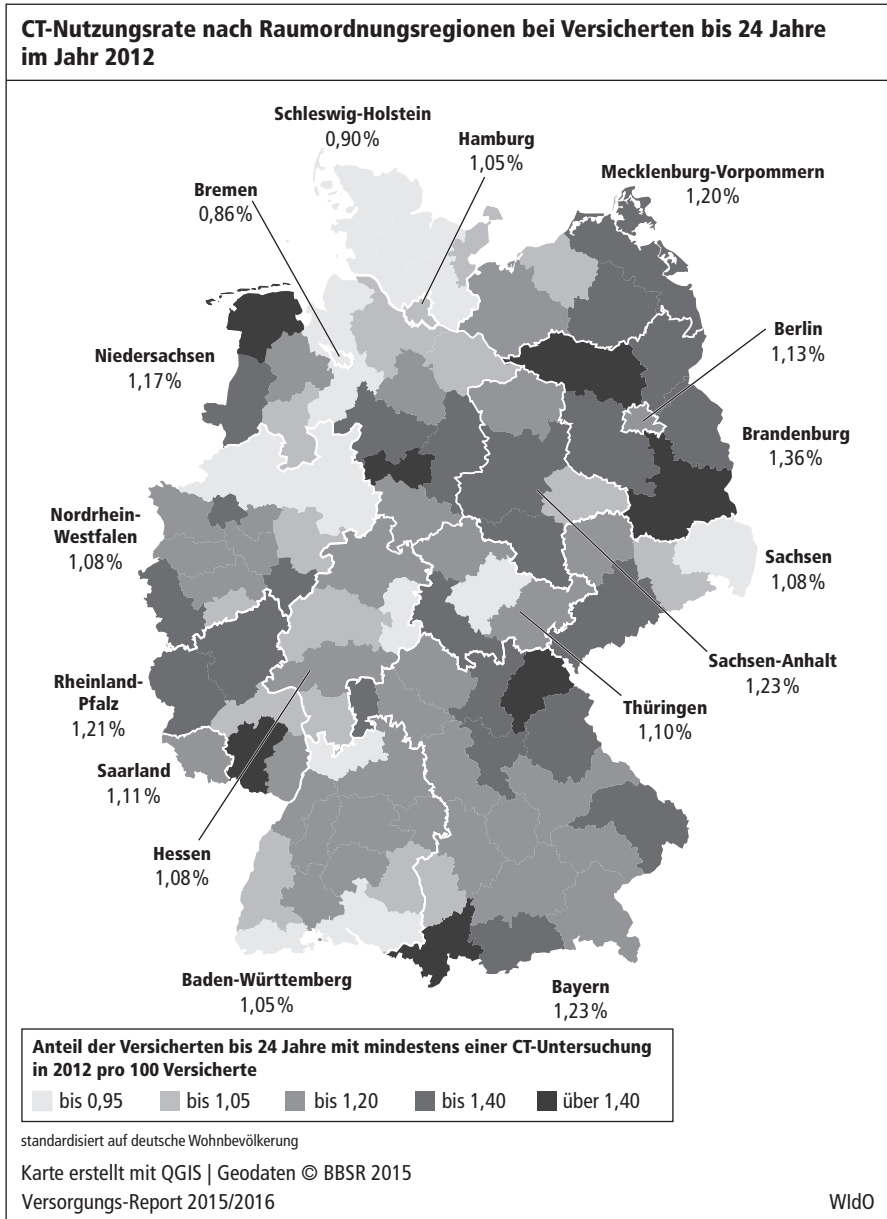 CT-Nutzungsrate nach Raumordnungsregionen bei Versicherten bis 24 Jahre
im Jahr 2012
Schleswig-Holstein
0,90%
Hamburg
1,05%
Mecklenburg-Vorpommern
1,20%
Bremen
0,86%
Berlin
1,13%
Niedersachsen
1,17%
Brandenburg
1,36%
Nordrhein-
Westfalen
1,08%
Sachsen
1,08%
Sachsen-Anhalt
1,23%
Rheinland-
Pfalz
1,21%
Thüringen
1,10%
Saarland
1,11%
Hessen
1,08%
Baden-Württemberg
1,05%
Bayern
1,23%
Anteil der Versicherten bis 24 Jahre mit mindestens einer CT-Untersuchung
in 2012 pro 100 Versicherte
bis 0,95 bis 1,05 bis 1,20 bis 1,40 über 1,40
standardisiert auf deutsche Wohnbevölkerung
Karte erstellt mit QGIS | Geodaten © BBSR 2015
Versorgungs-Report 2015/2016 WIdO